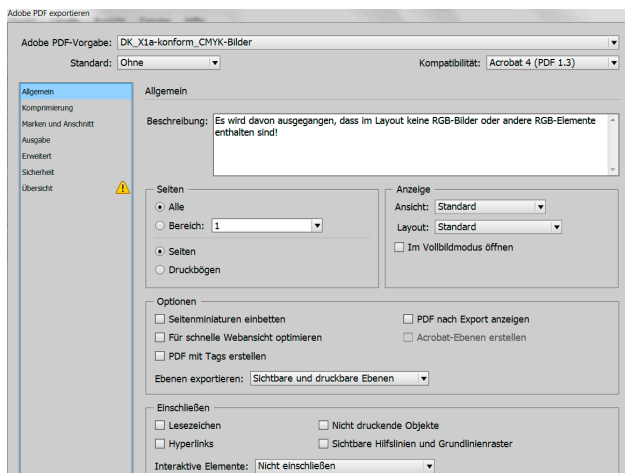 Adobe PDF exportieren
Adobe PDF-Vorgabe: DK_X1a-konform_CMYK-Bilder
Standard: Ohne Kompatibilität: Acrobat 4 (PDF 1.3)
Allgemein
Komprimierung
Marken und Anschnitt
Ausgabe
Erweitert
Sicherheit
Übersicht
Allgemein
Beschreibung: Es wird davon ausgegangen, dass im Layout keine RGB-Bilder oder andere RGB-Elemente
enthalten sind!
Seiten
Alle
Bereich: 1
Seiten
Druckbögen
Anzeige
Ansicht: Standard
Layout: Standard
Im Vollbildmodus öffnen
Optionen
Seitenminiaturen einbetten PDF nach Export anzeigen
Für schnelle Webansicht optimieren Acrobat-Ebenen erstellen
PDF mit Tags erstellen
Ebenen exportieren: Sichtbare und druckbare Ebenen
Einschließen
Lesezeichen Nicht druckende Objekte
Hyperlinks Sichtbare Hilfslinien und Grundlinienraster
Interaktive Elemente: Nicht einschließen